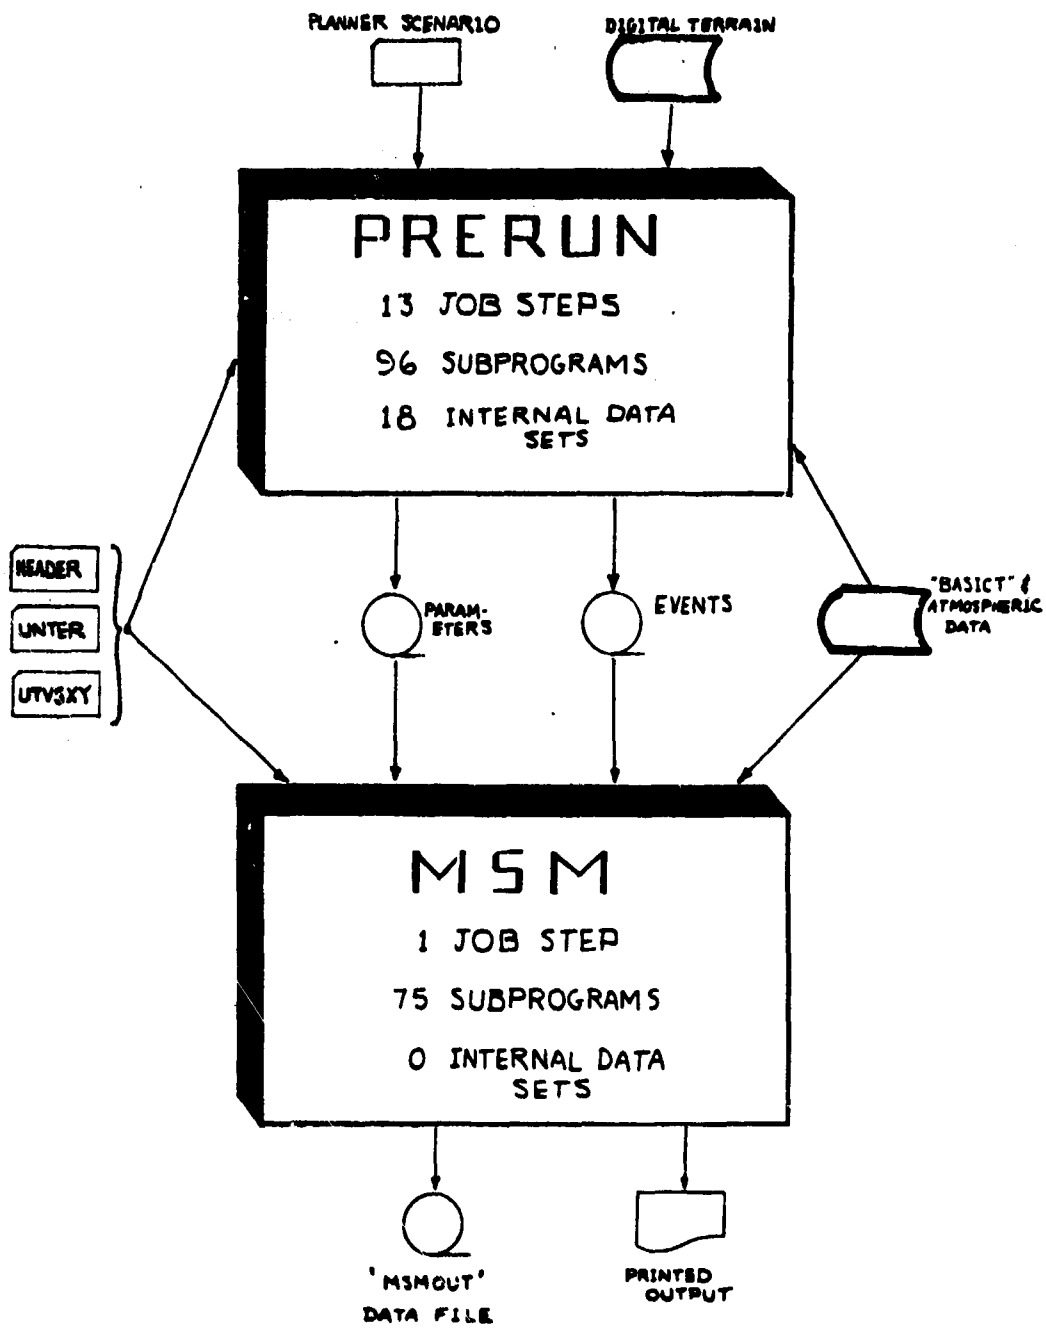 PLANNER SCENARIO
DIGITAL TERRAIN
PRERUN
13 JOB STEPS
96 SUBPROGRAMS
18 INTERNAL DATA
SETS
HEADER
UNTER
UTV3XY
PARAM-
ETERS
EVENTS
"BASICT" &
ATMOSPHERIC
DATA
MSM
1 JOB STEP
75 SUBPROGRAMS
0 INTERNAL DATA
SETS
'MSMOUT'
DATA FILE
PRINTED
OUTPUT